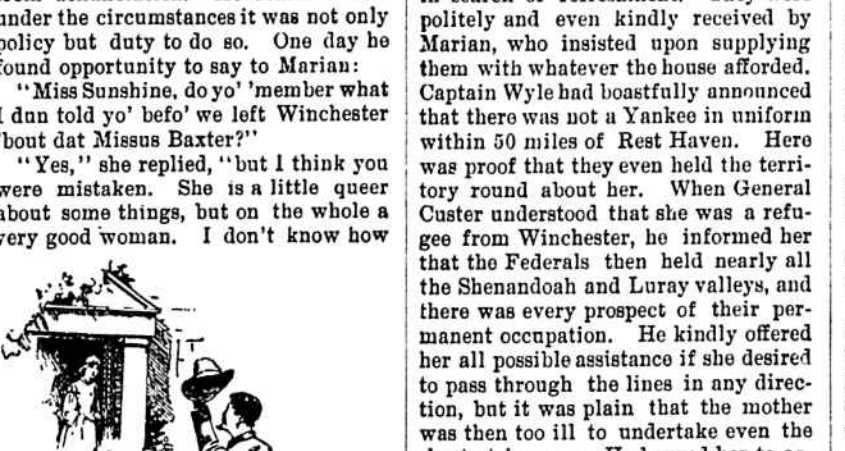 under the circumstances it was not only
policy but duty to do so. One day he
found opportunity to say to Marian:
"Miss Sunshine, do yo' 'member what
I dun told yo' befo' we left Winchester
'bout dat Missus Baxter?"
"Yes," she replied, "but I think you
were mistaken. She is a little queer
about some things, but on the whole a
very good woman. I don't know how
politely and even kindly received by
Marian, who insisted upon supplying
them with whatever the house afforded.
Captain Wyle had boastfully announced
that there was not a Yankee in uniform
within 50 miles of Rest Haven. Here
was proof that they even held the terri-
tory round about her. When General
Custer understood that she was a refu-
gee from Winchester, he informed her
that the Federals then held nearly all
the Shenandoah and Luray valleys, and
there was every prospect of their per-
manent occupation. He kindly offered
her all possible assistance if she desired
to pass through the lines in any direc-
tion, but it was plain that the mother
was then too ill to undertake even the